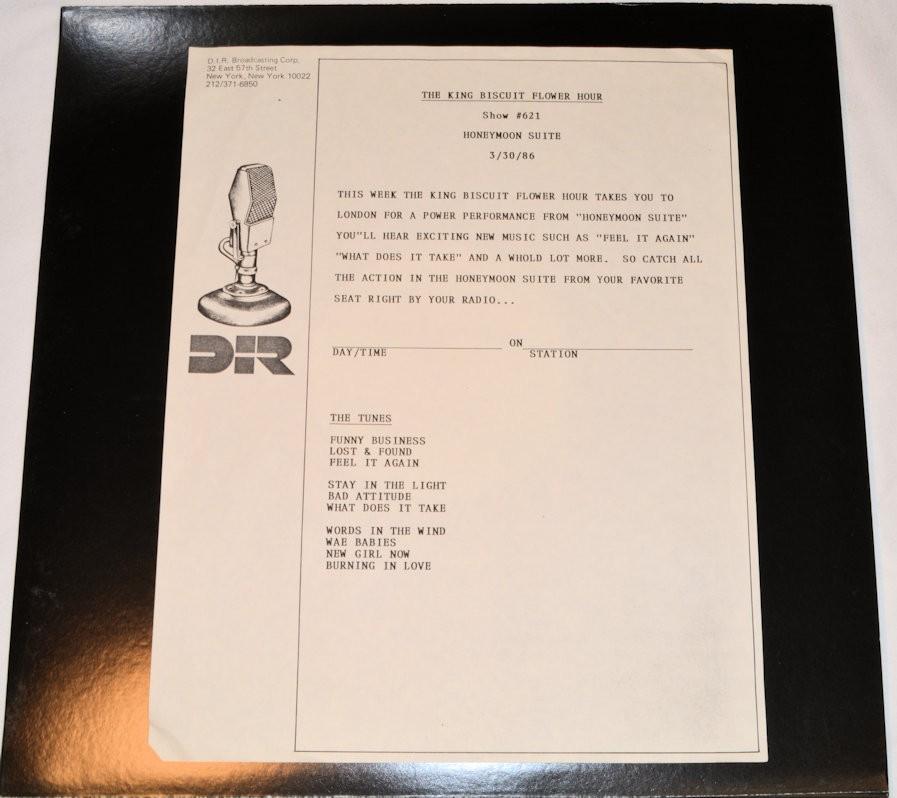 D.I.R. Broadcasting Corp.
32 East 57th Street
New York, New York 10022
212/371-6850
DIR
THE KING BISCUIT FLOWER HOUR
Show #621
HONEYMOON SUITE
3/30/86
THIS WEEK THE KING BISCUIT FLOWER HOUR TAKES YOU TO
LONDON FOR A POWER PERFORMANCE FROM "HONEYMOON SUITE"
YOU"LL HEAR EXCITING NEW MUSIC SUCH AS "FEEL IT AGAIN"
"WHAT DOES IT TAKE" AND A WHOLD LOT MORE. SO CATCH ALL
THE ACTION IN THE HONEYMOON SUITE FROM YOUR FAVORITE
SEAT RIGHT BY YOUR RADIO...
ON
DAY/TIME STATION
THE TUNES
FUNNY BUSINESS
LOST & FOUND
FEEL IT AGAIN
STAY IN THE LIGHT
BAD ATTITUDE
WHAT DOES IT TAKE
WORDS IN THE WIND
WAE BABIES
NEW GIRL NOW
BURNING IN LOVE